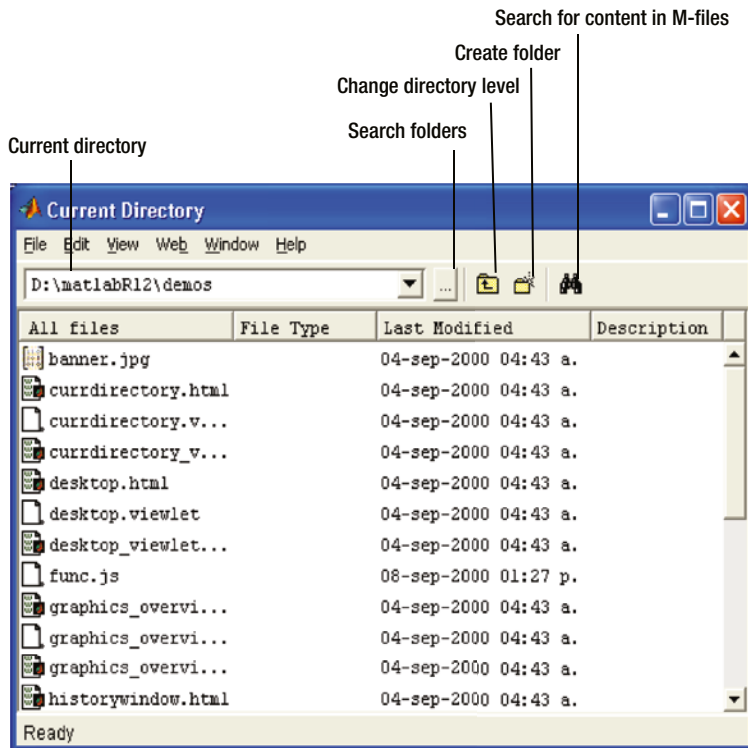 Search for content in M-files
Create folder
Change directory level
Search folders
Current directory
Current Directory
File Edit View Web Window Help
D:\matlabR12\demos
...
All files File Type Last Modified Description
banner.jpg 04-sep-2000 04:43 a.
currdirectory.html 04-sep-2000 04:43 a.
currdirectory.v... 04-sep-2000 04:43 a.
currdirectory_v... 04-sep-2000 04:43 a.
desktop.html 04-sep-2000 04:43 a.
desktop.viewlet 04-sep-2000 04:43 a.
desktop_viewlet... 04-sep-2000 04:43 a.
func.js 08-sep-2000 01:27 p.
graphics_overvi... 04-sep-2000 04:43 a.
graphics_overvi... 04-sep-2000 04:43 a.
graphics_overvi... 04-sep-2000 04:43 a.
historywindow.html 04-sep-2000 04:43 a.
Ready